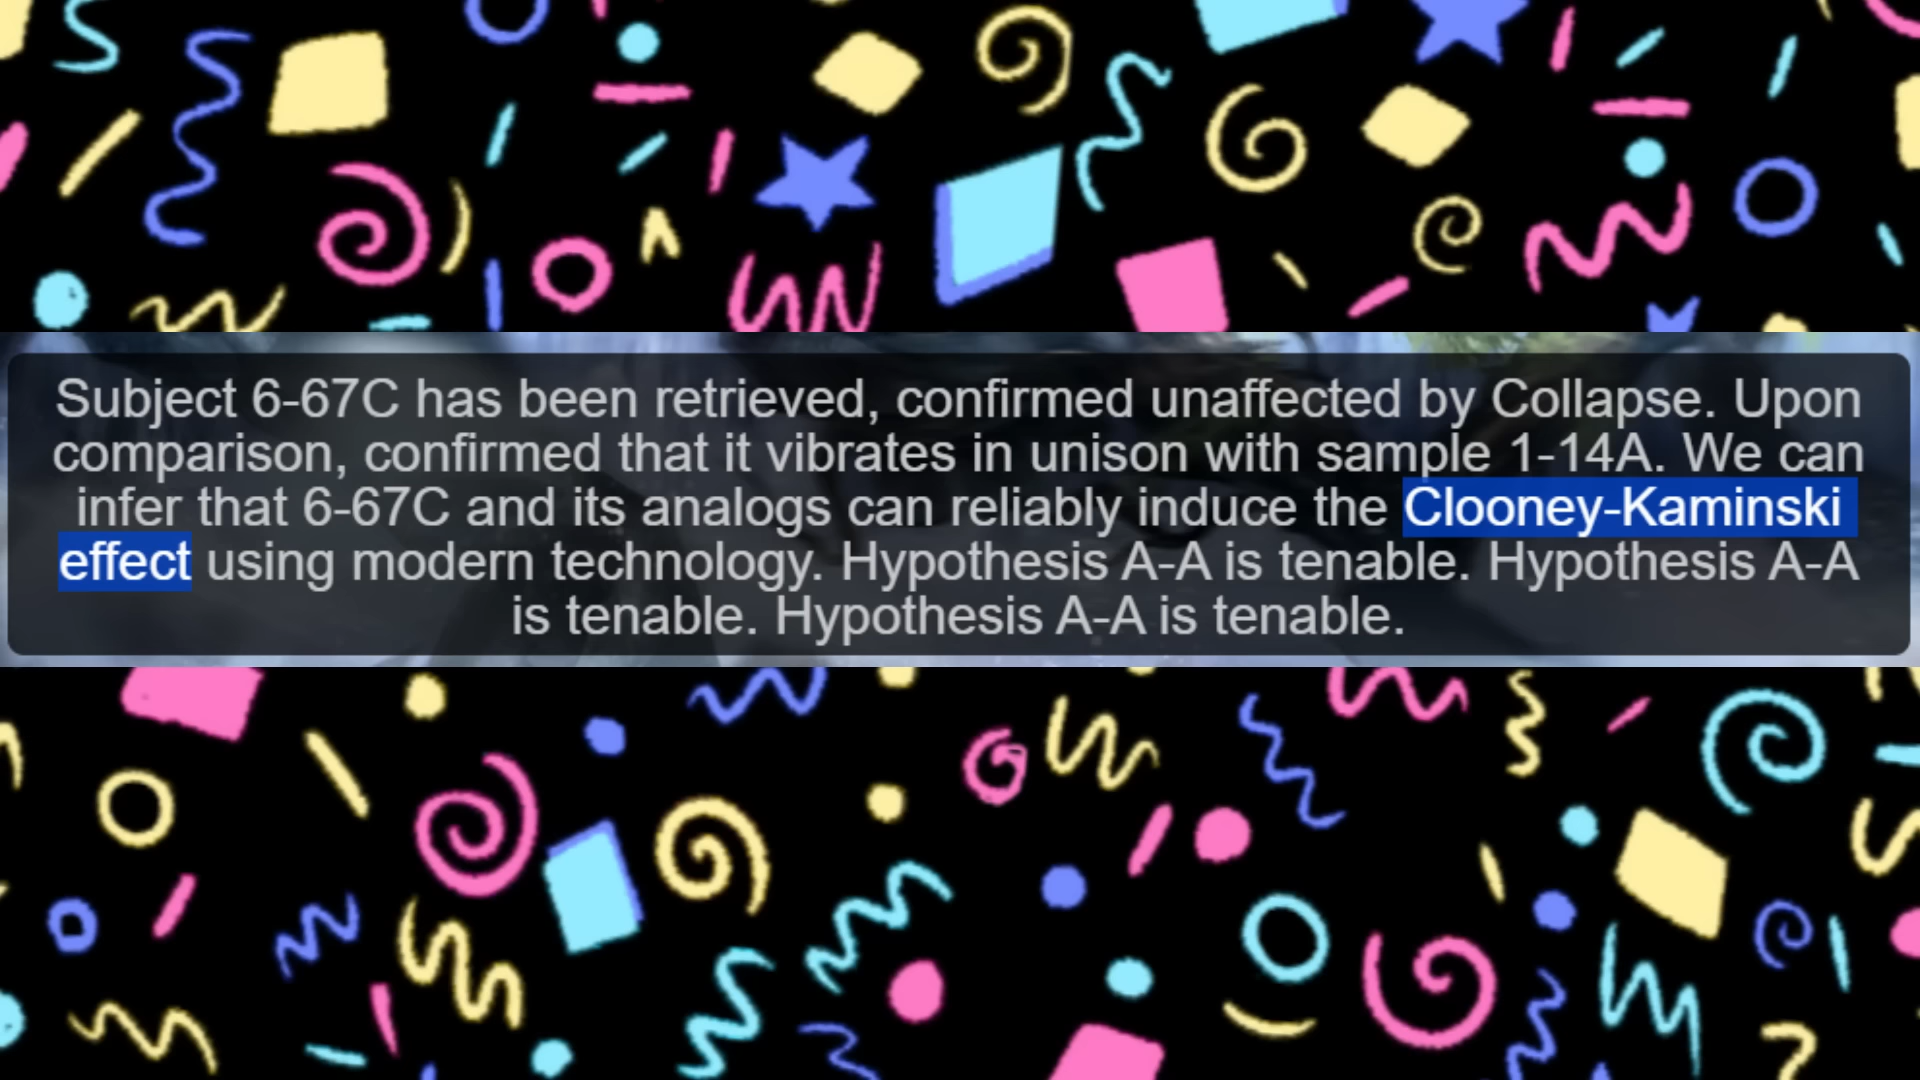 Subject 6-67C has been retrieved, confirmed unaffected by Collapse. Upon
comparison, confirmed that it vibrates in unison with sample 1-14A. We can
infer that 6-67C and its analogs can reliably induce the Clooney-Kaminski
effect using modern technology. Hypothesis A-A is tenable. Hypothesis A-A
is tenable. Hypothesis A-A is tenable.